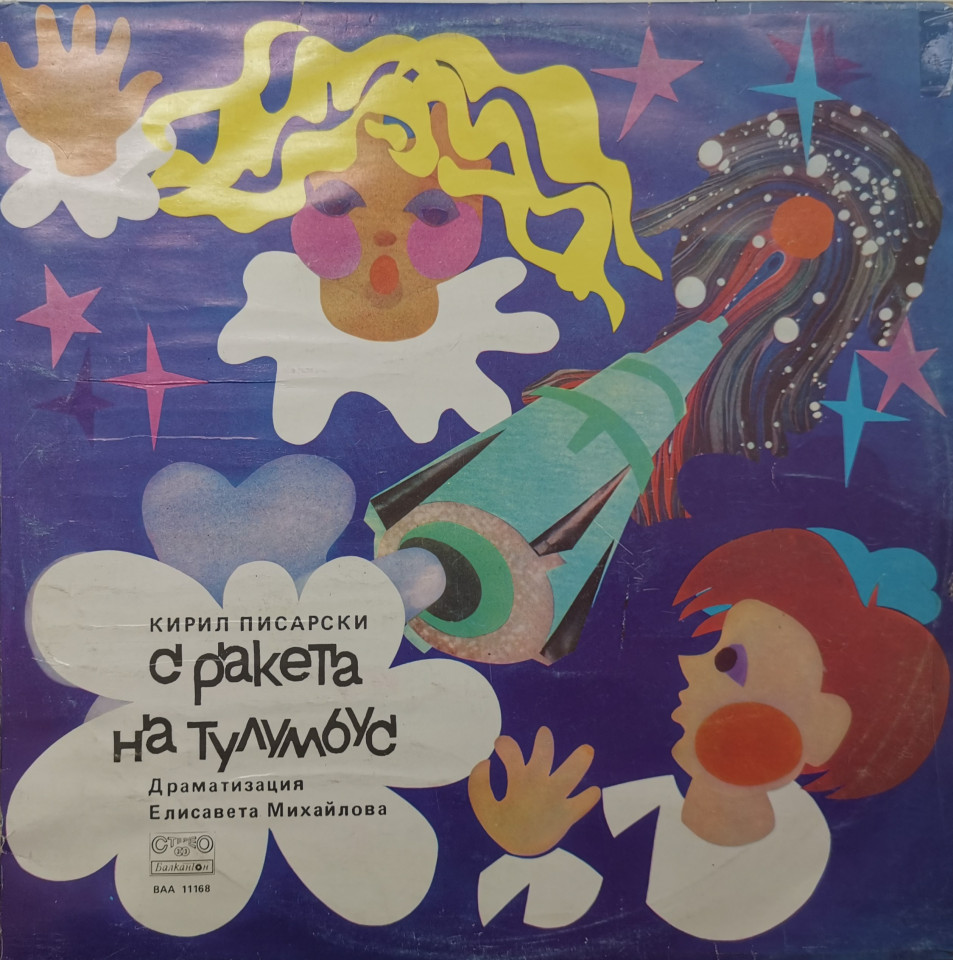 КИРИЛ ПИСАРСКИ
с ракета
на тулумбус
Драматизация
Елисавета Михайлова
СТЕРЕО
Балкантон
ВАА 11168